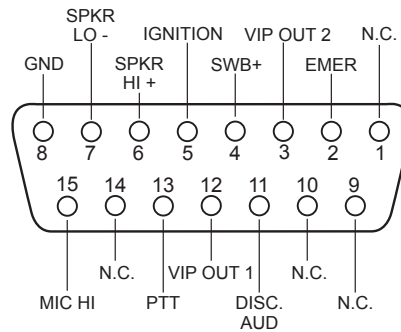 SPKR
LO -
IGNITION
VIP OUT 2
N.C.
GND
SPKR
HI +
SWB+
EMER
8 7 6 5 4 3 2 1
15 14 13 12 11 10 9
N.C.
VIP OUT 1
N.C.
MIC HI
PTT
DISC.
AUD
N.C.